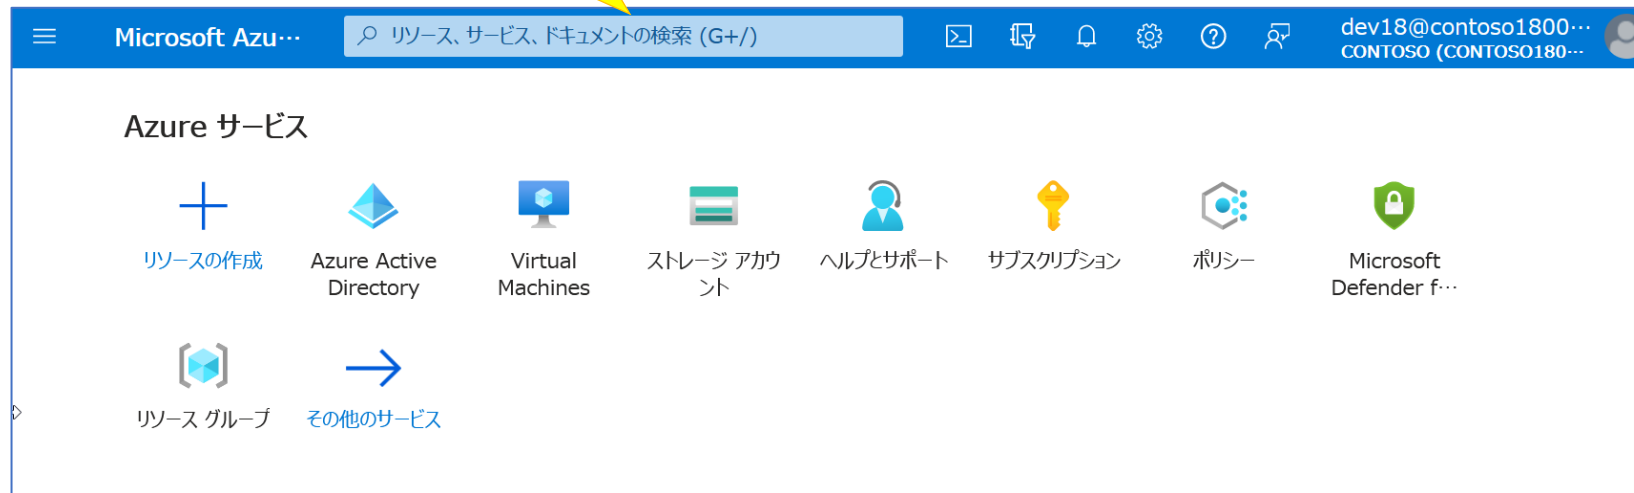 Microsoft Azu…
リソース、サービス、ドキュメントの検索 (G+/)
dev18@contoso1800…
CONTOSO (CONTOSO180…
Azure サービス
リソースの作成
Azure Active
Directory
Virtual
Machines
ストレージ アカウ
ント
ヘルプとサポート
サブスクリプション
ポリシー
Microsoft
Defender f…
リソース グループ
その他のサービス